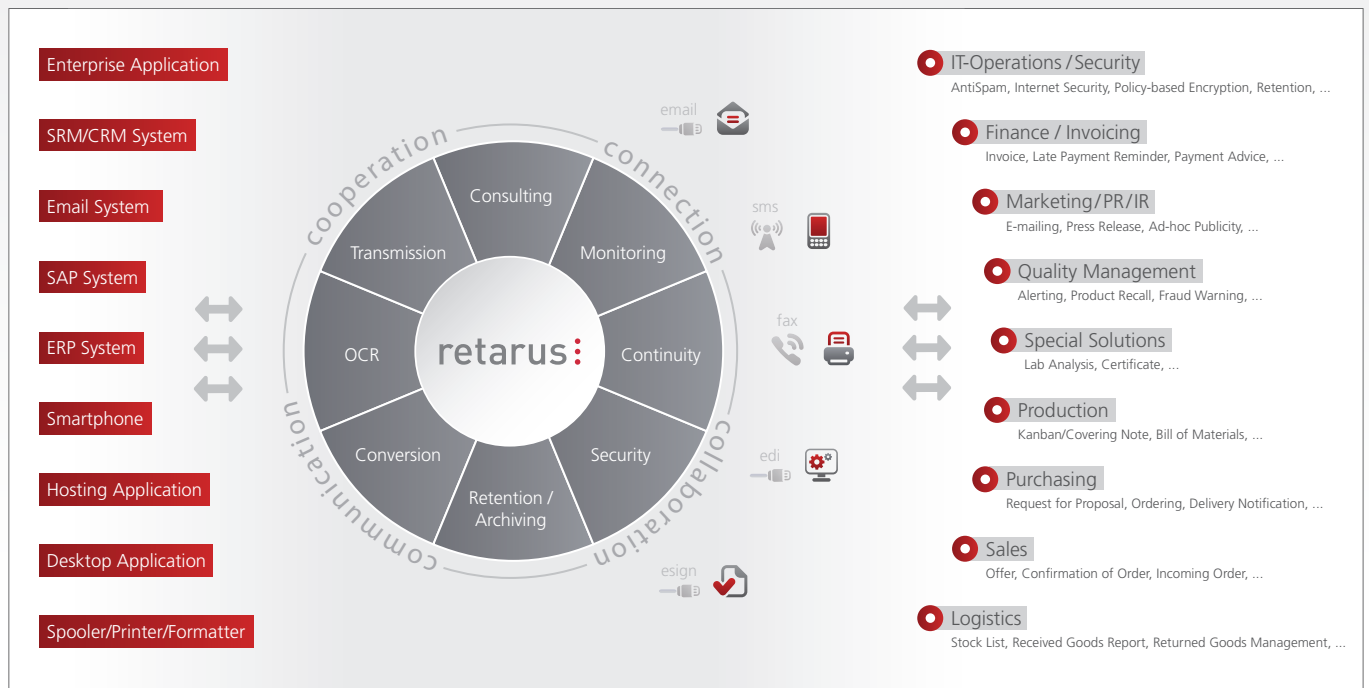 Enterprise Application
SRM/CRM System
Email System
SAP System
ERP System
Smartphone
Hosting Application
Desktop Application
Spooler/Printer/Formatter
cooperation
connection
collaboration
communication
Consulting
Monitoring
Continuity
Security
Retention /
Archiving
Conversion
OCR
Transmission
retarus
email
sms
fax
edi
esign
IT-Operations / Security
AntiSpam, Internet Security, Policy-based Encryption, Retention, ...
Finance / Invoicing
Invoice, Late Payment Reminder, Payment Advice, ...
Marketing/PR/IR
E-mailing, Press Release, Ad-hoc Publicity, ...
Quality Management
Alerting, Product Recall, Fraud Warning, ...
Special Solutions
Lab Analysis, Certificate, ...
Production
Kanban/Covering Note, Bill of Materials, ...
Purchasing
Request for Proposal, Ordering, Delivery Notification, ...
Sales
Offer, Confirmation of Order, Incoming Order, ...
Logistics
Stock List, Received Goods Report, Returned Goods Management, ...